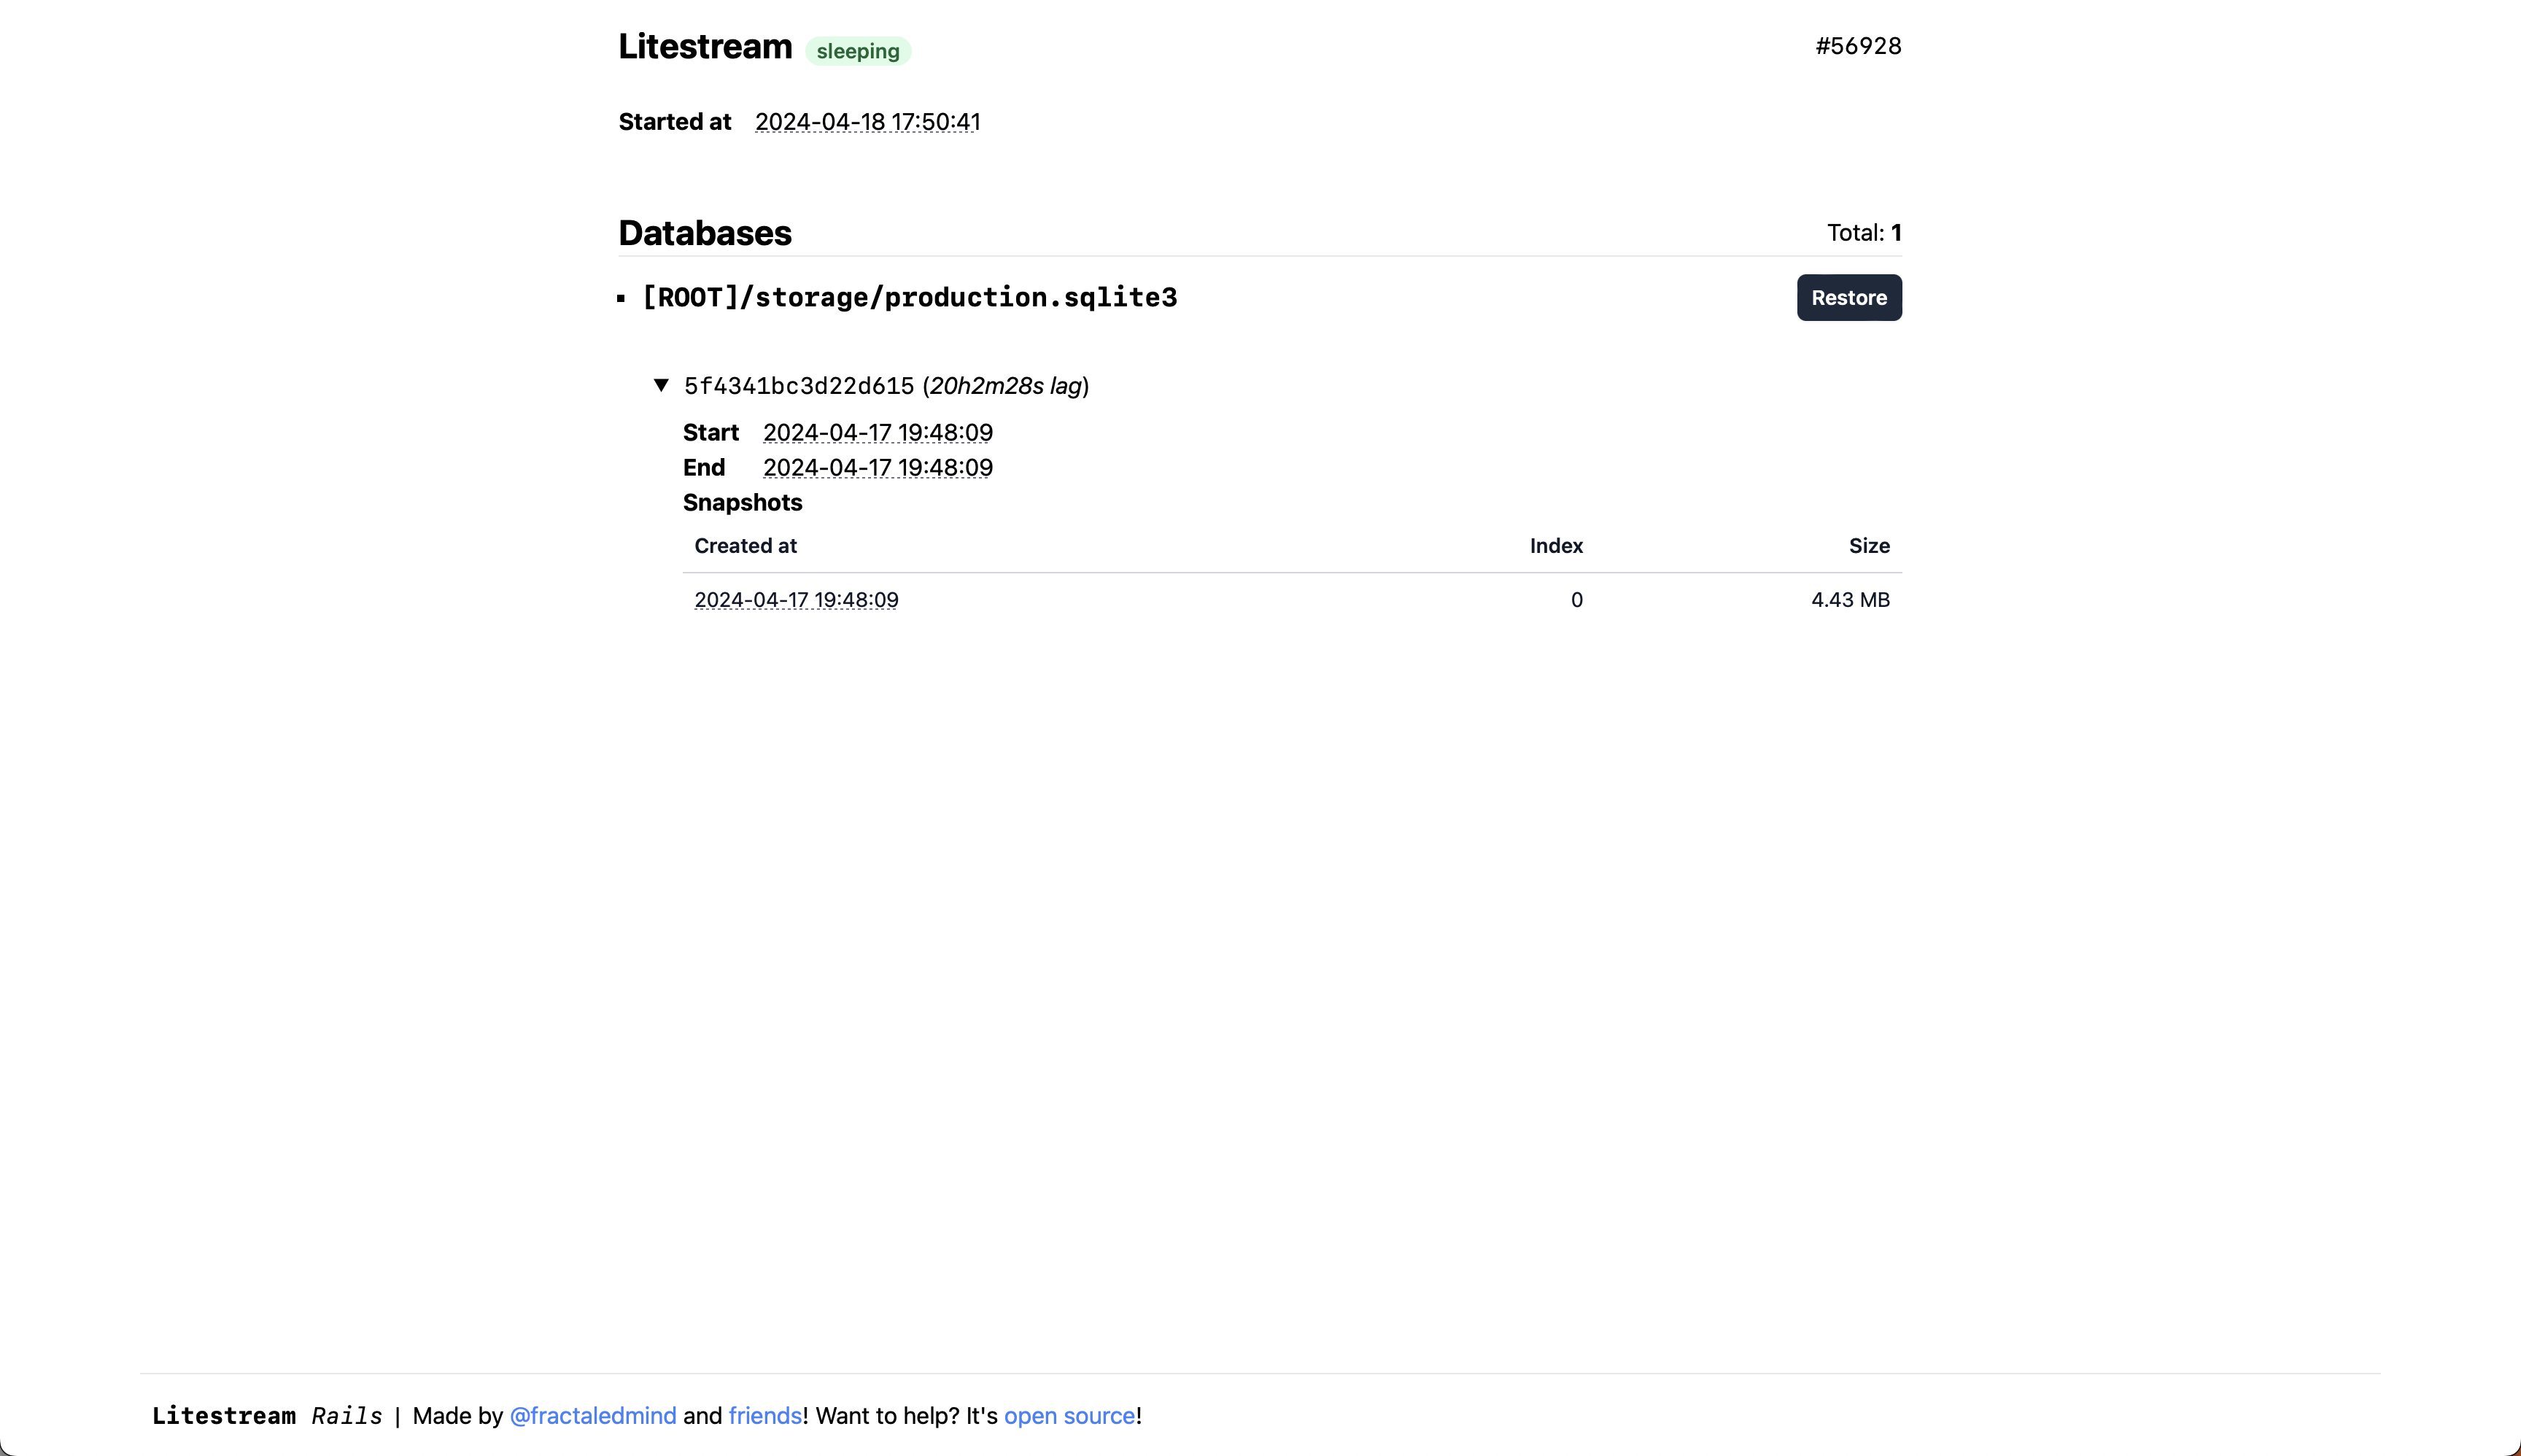 Litestream sleeping #56928
Started at 2024-04-18 17:50:41
Databases Total: 1
[ROOT]/storage/production.sqlite3 Restore
5f4341bc3d22d615 (20h2m28s lag)
Start 2024-04-17 19:48:09
End 2024-04-17 19:48:09
Snapshots
Created at Index Size
2024-04-17 19:48:09 0 4.43 MB
Litestream Rails | Made by @fractaledmind and friends! Want to help? It's open source!